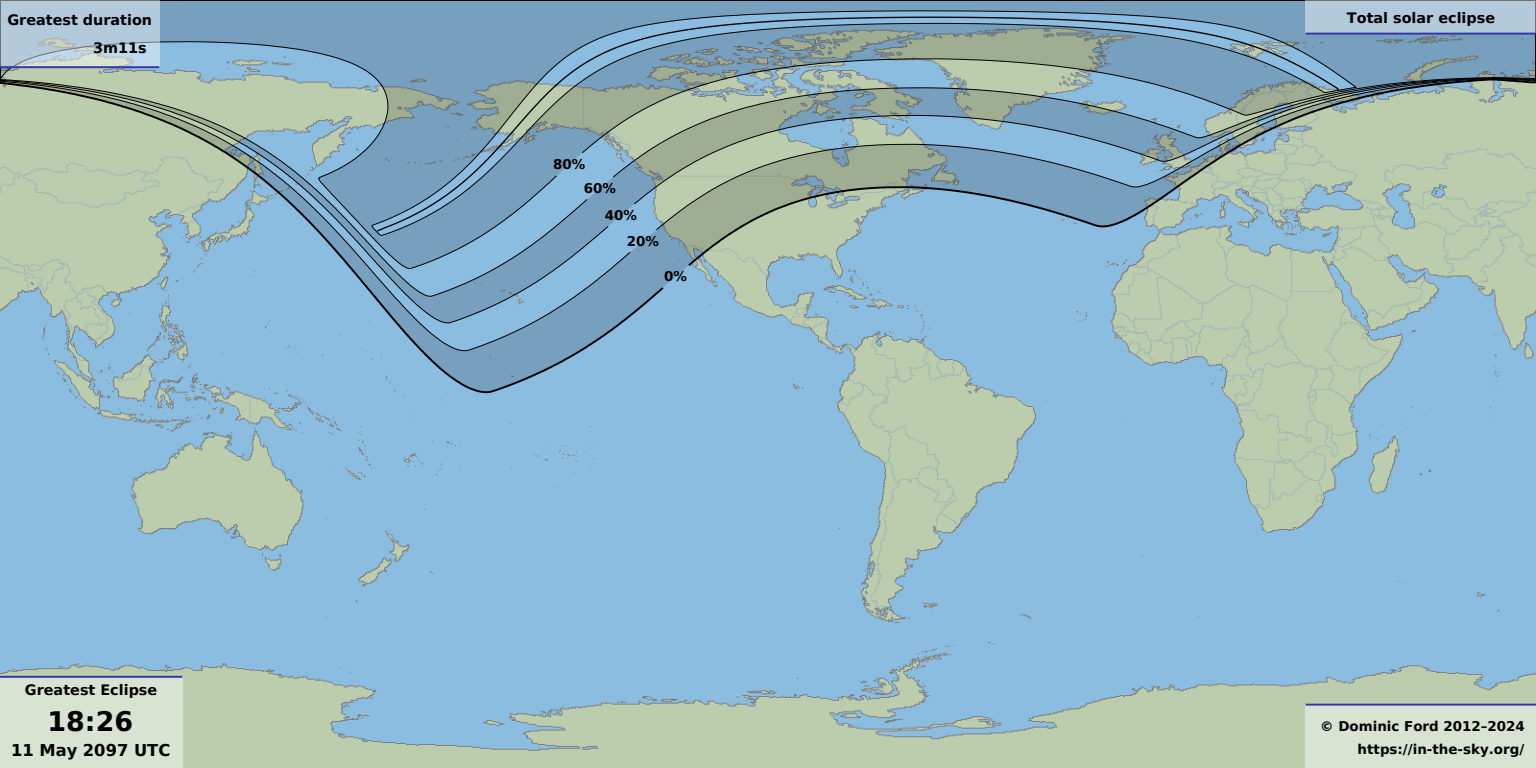 Greatest duration
3m11s
Total solar eclipse
80%
60%
40%
20%
0%
Greatest Eclipse
18:26
11 May 2097 UTC
© Dominic Ford 2012–2024
https://in-the-sky.org/